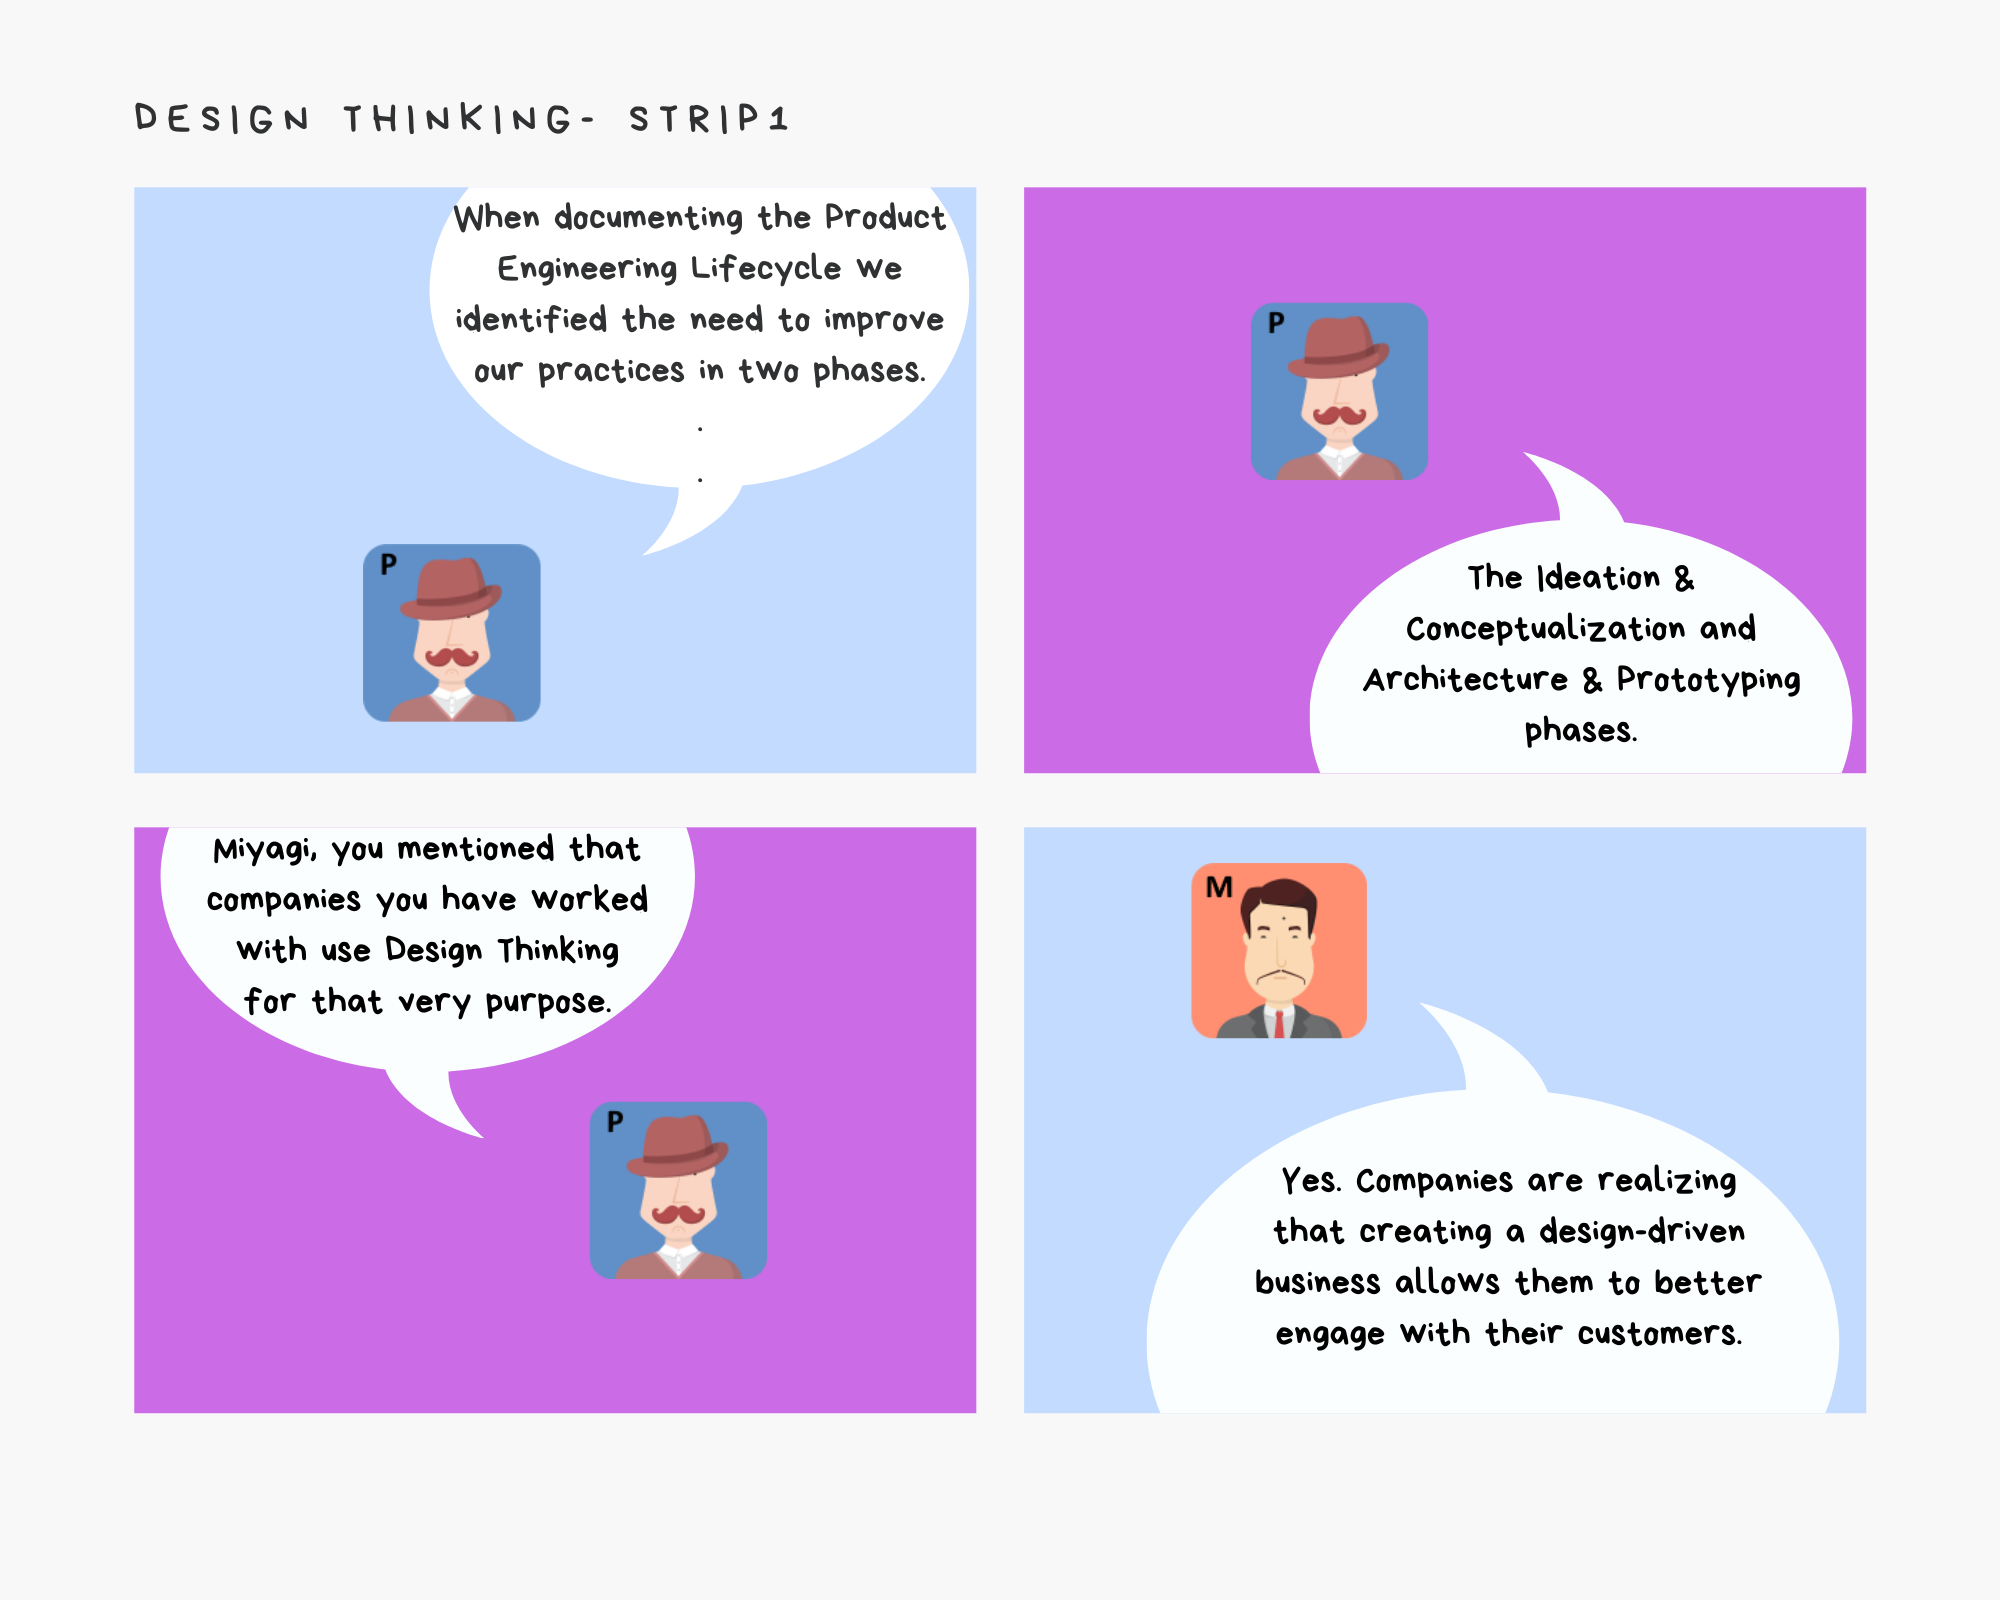 DESIGN THINKING- STRIP1
When documenting the Product
Engineering Lifecycle we
identified the need to improve
our practices in two phases.
.
.
P
P
The Ideation &
Conceptualization and
Architecture & Prototyping
phases.
Miyagi, you mentioned that
companies you have worked
with use Design Thinking
for that very purpose.
P
M
Yes. Companies are realizing
that creating a design-driven
business allows them to better
engage with their customers.